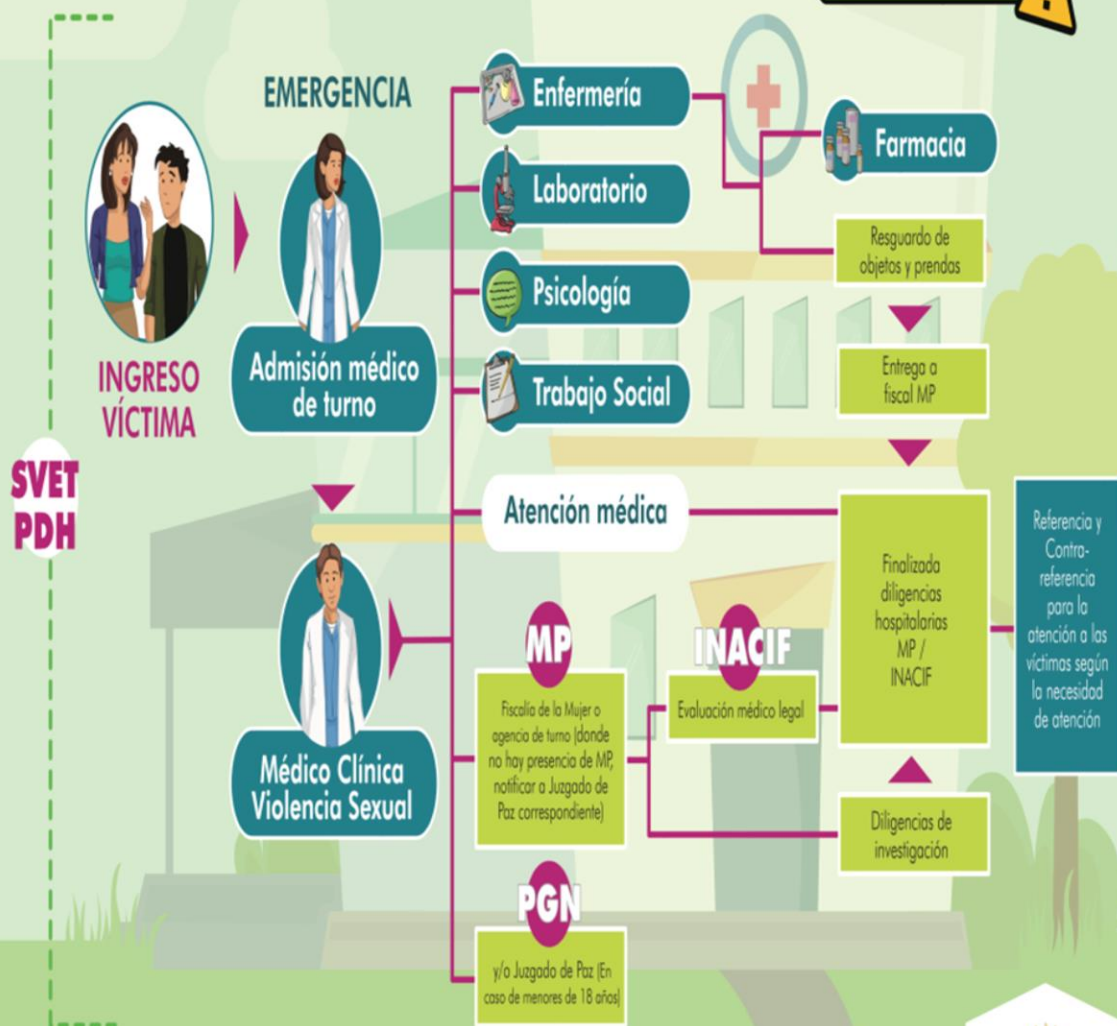 EMERGENCIA
INGRESO
VÍCTIMA
Admisión médico
de turno
SVET
PDH
Médico Clínica
Violencia Sexual
Enfermería
Laboratorio
Psicología
Trabajo Social
Atención médica
Farmacia
Resguardo de
objetos y prendas
Entrega a
fiscal MP
MP
Fiscalía de la Mujer o
agencia de turno (donde
no hay presencia de MP,
notificar a Juzgado de
Paz correspondiente)
INACIF
Evaluación médico legal
Finalizada
diligencias
hospitalarias
MP /
INACIF
Diligencias de
investigación
Referencia y
Contra-
referencia
para la
atención a las
víctimas según
la necesidad
de atención
PGN
y/o Juzgado de Paz (En
caso de menores de 18 años)